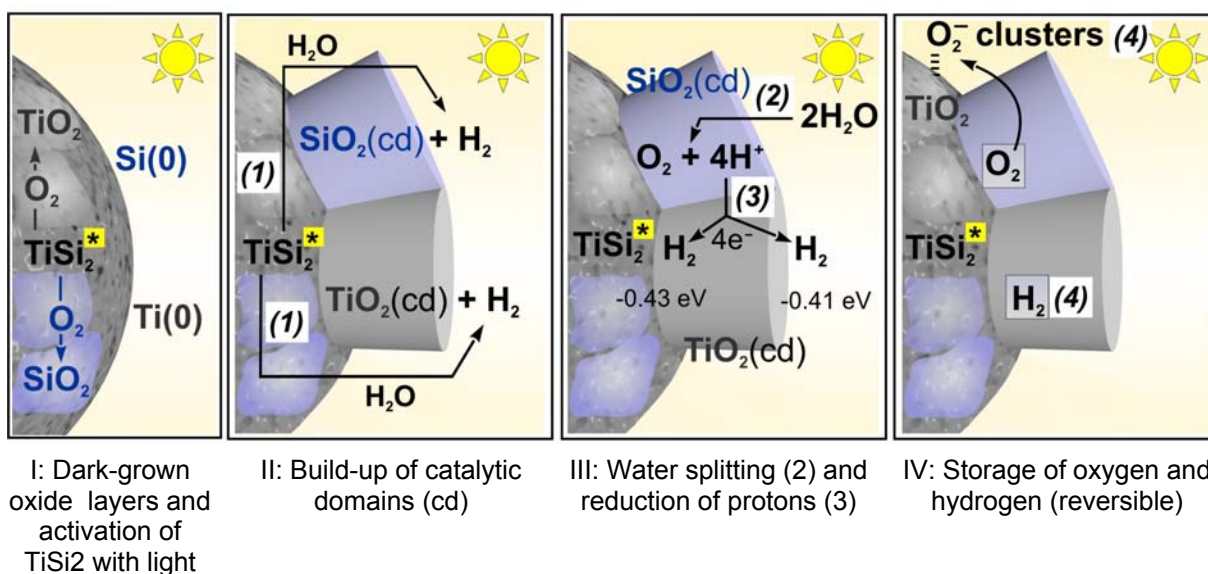 TiO₂
O₂
TiSi₂*
O₂
SiO₂
Si(0)
Ti(0)
H₂O
SiO₂(cd) + H₂
(1)
TiSi₂*
TiO₂(cd) + H₂
(1)
H₂O
SiO₂(cd)
(2)
2H₂O
O₂ + 4H⁺
(3)
TiSi₂*
H₂
4e⁻
H₂
-0.43 eV
-0.41 eV
TiO₂(cd)
O₂⁻ clusters (4)
TiO₂
O₂
TiSi₂*
H₂ (4)
I: Dark-grown
oxide layers and
activation of
TiSi2 with light
II: Build-up of catalytic
domains (cd)
III: Water splitting (2) and
reduction of protons (3)
IV: Storage of oxygen and
hydrogen (reversible)